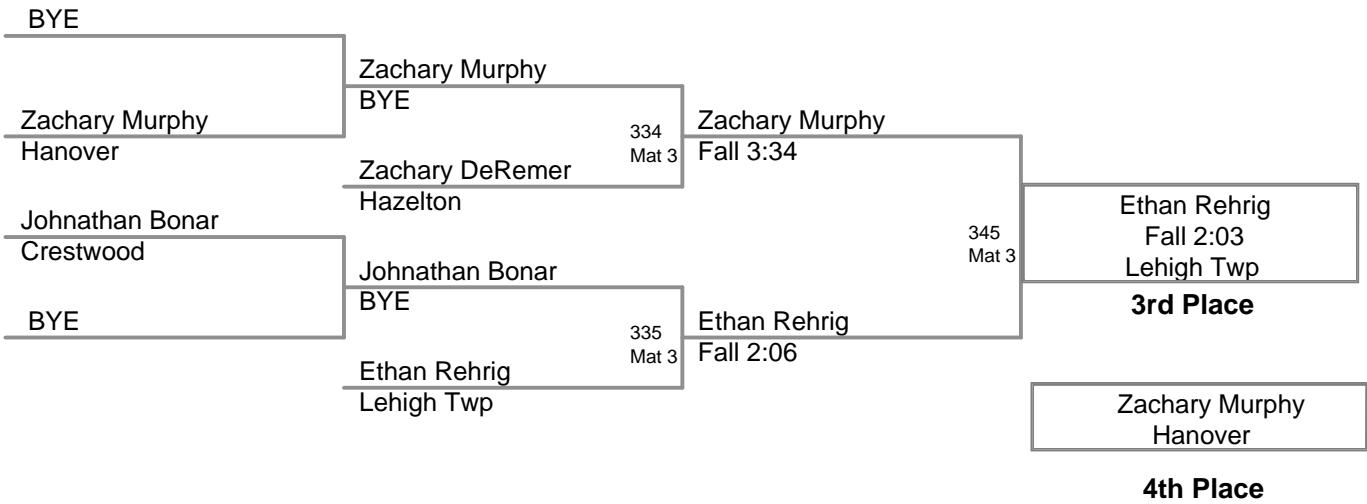 BYE
Zachary Murphy
Hanover
Johnathan Bonar
Crestwood
BYE
Zachary Murphy
BYE
Zachary DeRemer
Hazelton
334
Mat 3
Johnathan Bonar
BYE
Ethan Rehrig
Lehigh Twp
335
Mat 3
Zachary Murphy
Fall 3:34
Ethan Rehrig
Fall 2:06
345
Mat 3
Ethan Rehrig
Fall 2:03
Lehigh Twp
3rd Place
Zachary Murphy
Hanover
4th Place